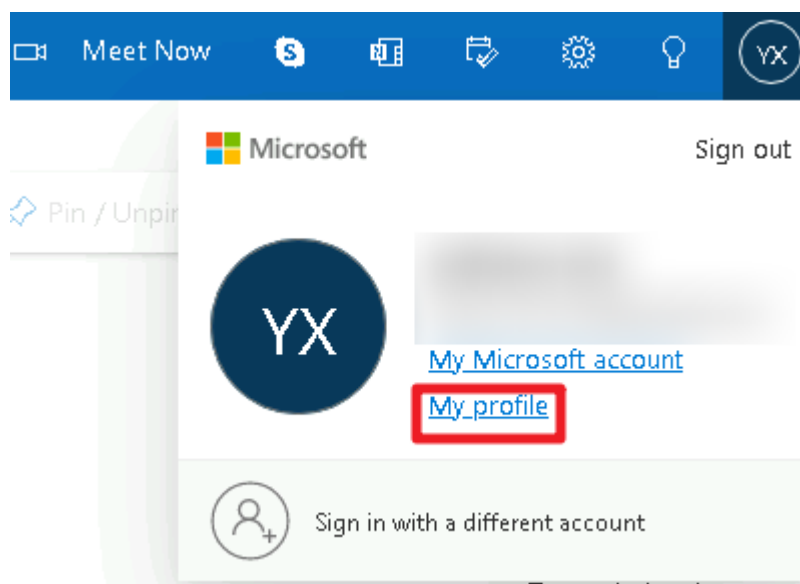 Meet Now
YX
Microsoft
Sign out
Pin / Unpin
YX
My Microsoft account
My profile
Sign in with a different account